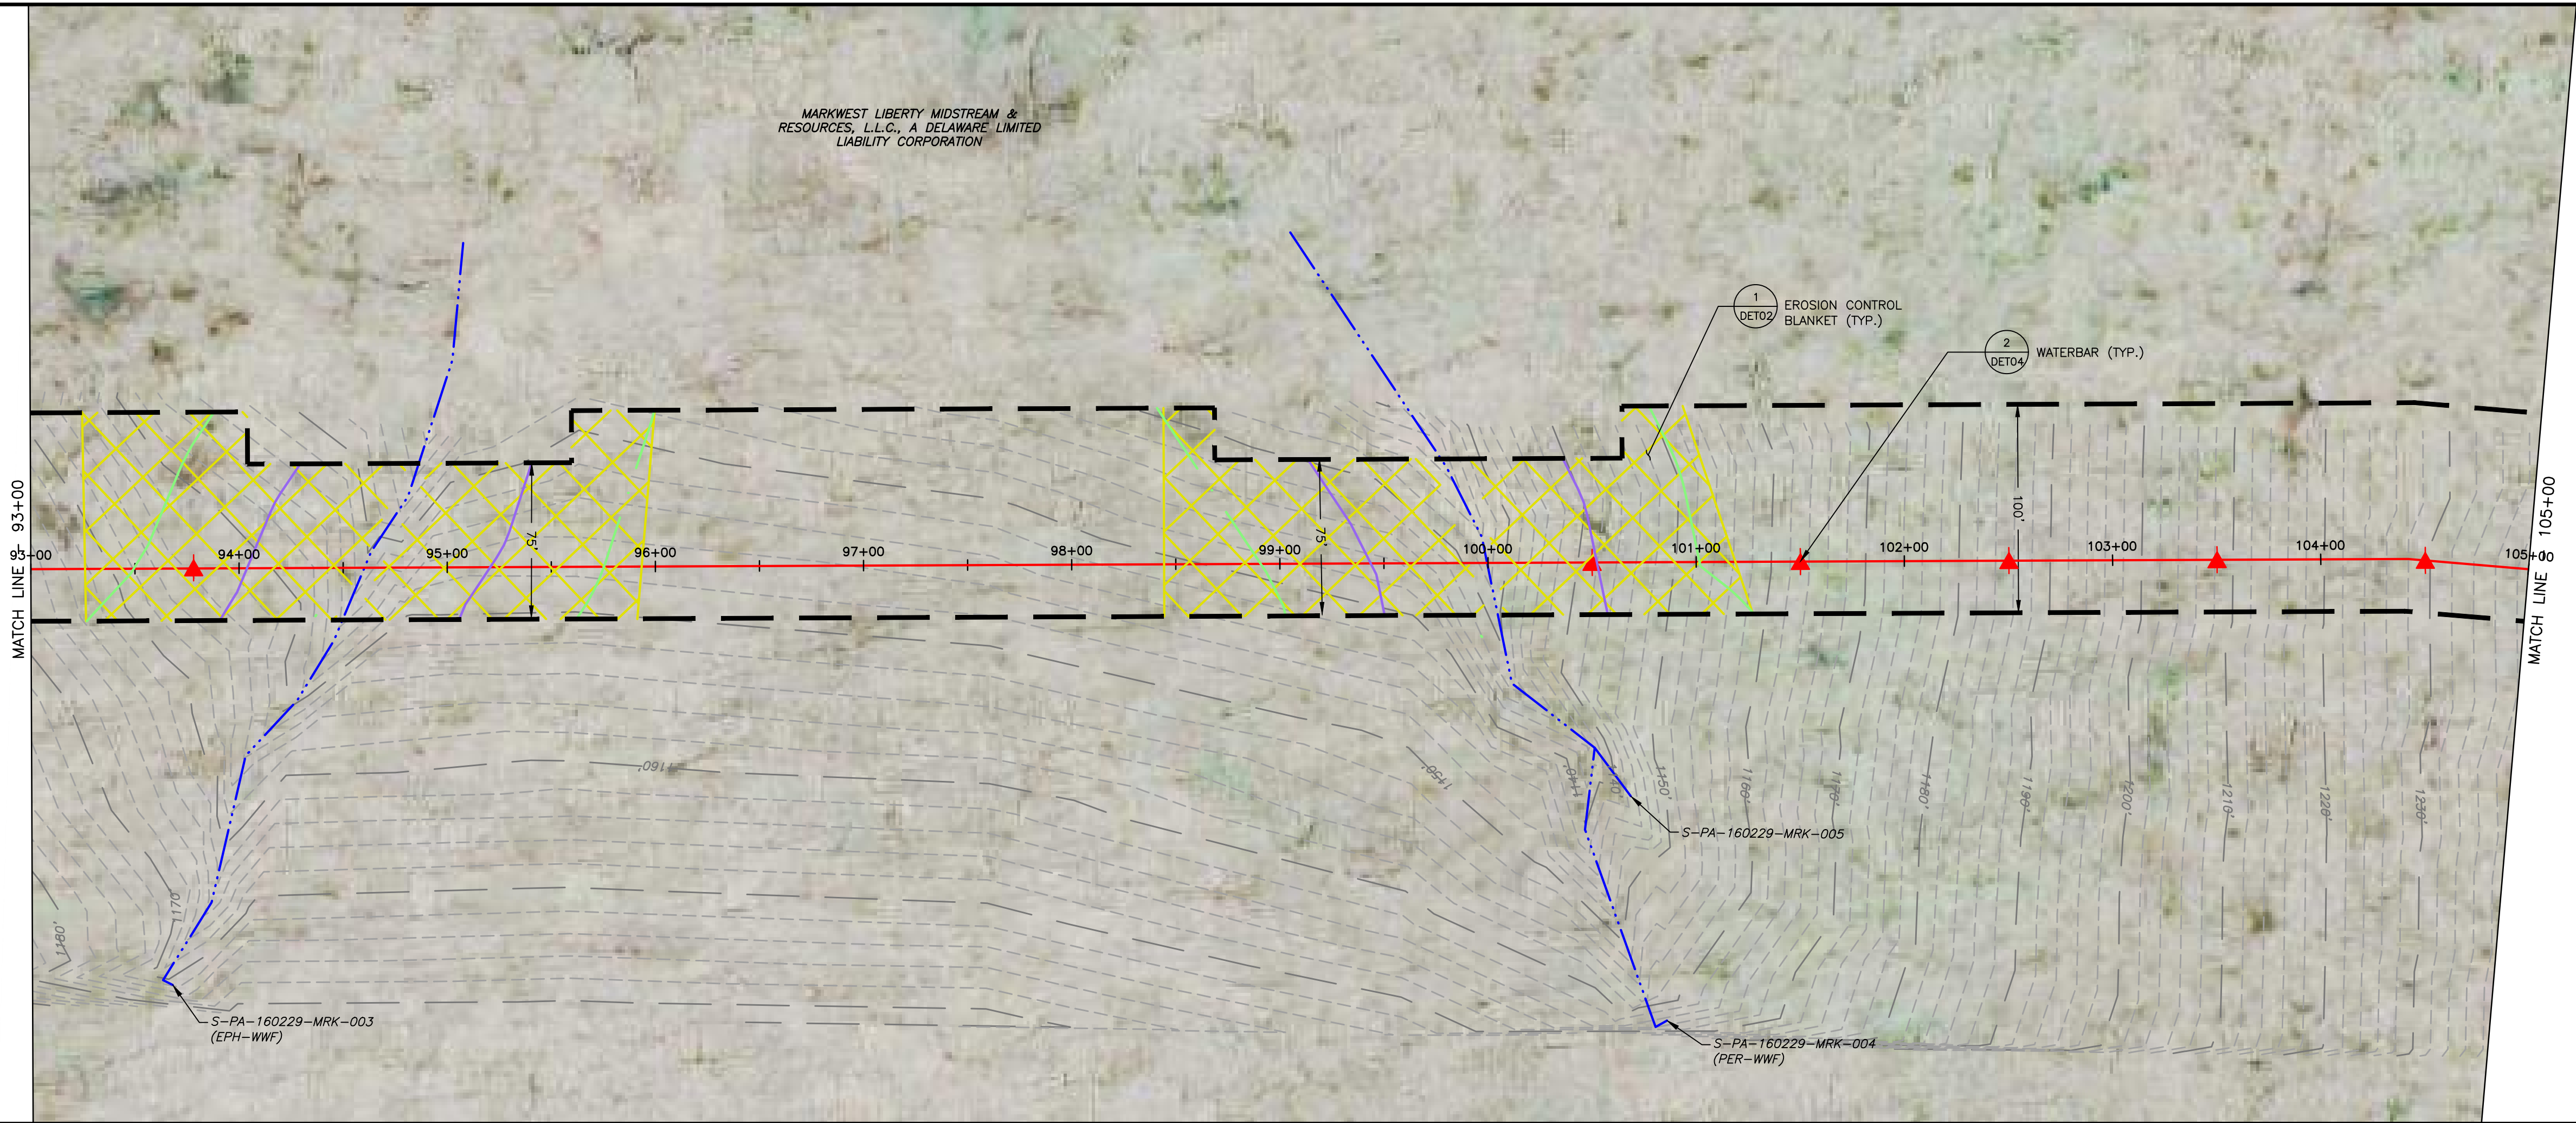 MARKWEST LIBERTY MIDSTREAM &
RESOURCES, L.L.C., A DELAWARE LIMITED
LIABILITY CORPORATION
1
DET02
EROSION CONTROL
BLANKET (TYP.)
2
DET04
WATERBAR (TYP.)
MATCH LINE - 93+00
93+00
94+00
95+00
96+00
97+00
98+00
99+00
100+00
101+00
102+00
103+00
104+00
105+00
MATCH LINE - 105+00
75'
75'
100'
1160'
1150'
1140'
1140'
1150'
1160'
1170'
1180'
1190'
1200'
1210'
1220'
1230'
S-PA-160229-MRK-005
1170'
1180'
S-PA-160229-MRK-003
(EPH-WWF)
S-PA-160229-MRK-004
(PER-WWF)